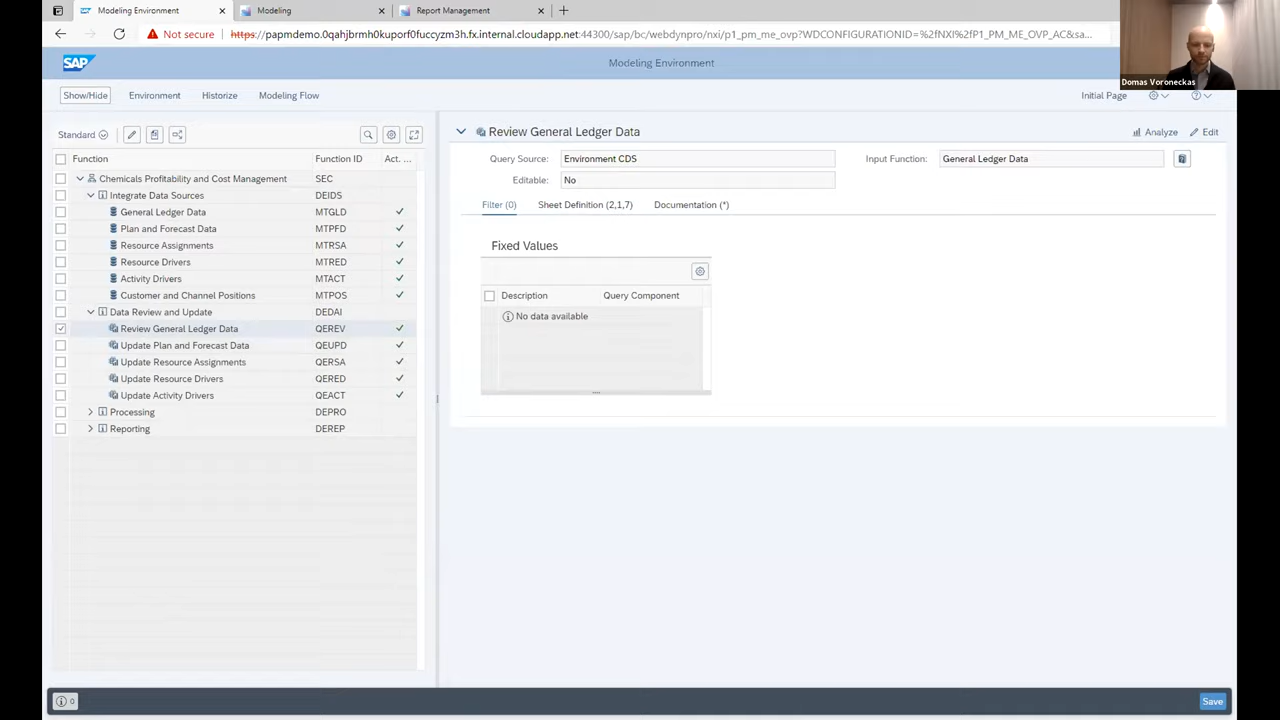 Modeling Environment
Modeling
Report Management
Not secure
https://papmdemo.0qahjbrmh0kuporf0fuccyzm3h.fx.internal.cloudapp.net:44300/sap/bc/webdynpro/nxi/p1_pm_me_ovp?WDCONFIGURATIONID=%2fNXI%2fP1_PM_ME_OVP_AC&sa...
Domas Voroneckas
SAP
Modeling Environment
Show/Hide
Environment
Historize
Modeling Flow
Initial Page
Standard
Function
Function ID
Act. ...
Chemicals Profitability and Cost Management SEC
Integrate Data Sources DEIDS
General Ledger Data MTGLD
Plan and Forecast Data MTPFD
Resource Assignments MTRSA
Resource Drivers MTRED
Activity Drivers MTACT
Customer and Channel Positions MTPOS
Data Review and Update DEDAI
Review General Ledger Data QEREV
Update Plan and Forecast Data QEUPD
Update Resource Assignments QERSA
Update Resource Drivers QERED
Update Activity Drivers QEACT
Processing DEPRO
Reporting DEREP
Review General Ledger Data
Analyze
Edit
Query Source: Environment CDS
Input Function: General Ledger Data
Editable: No
Filter (0)
Sheet Definition (2,1,7)
Documentation (*)
Fixed Values
Description
Query Component
No data available
0
Save